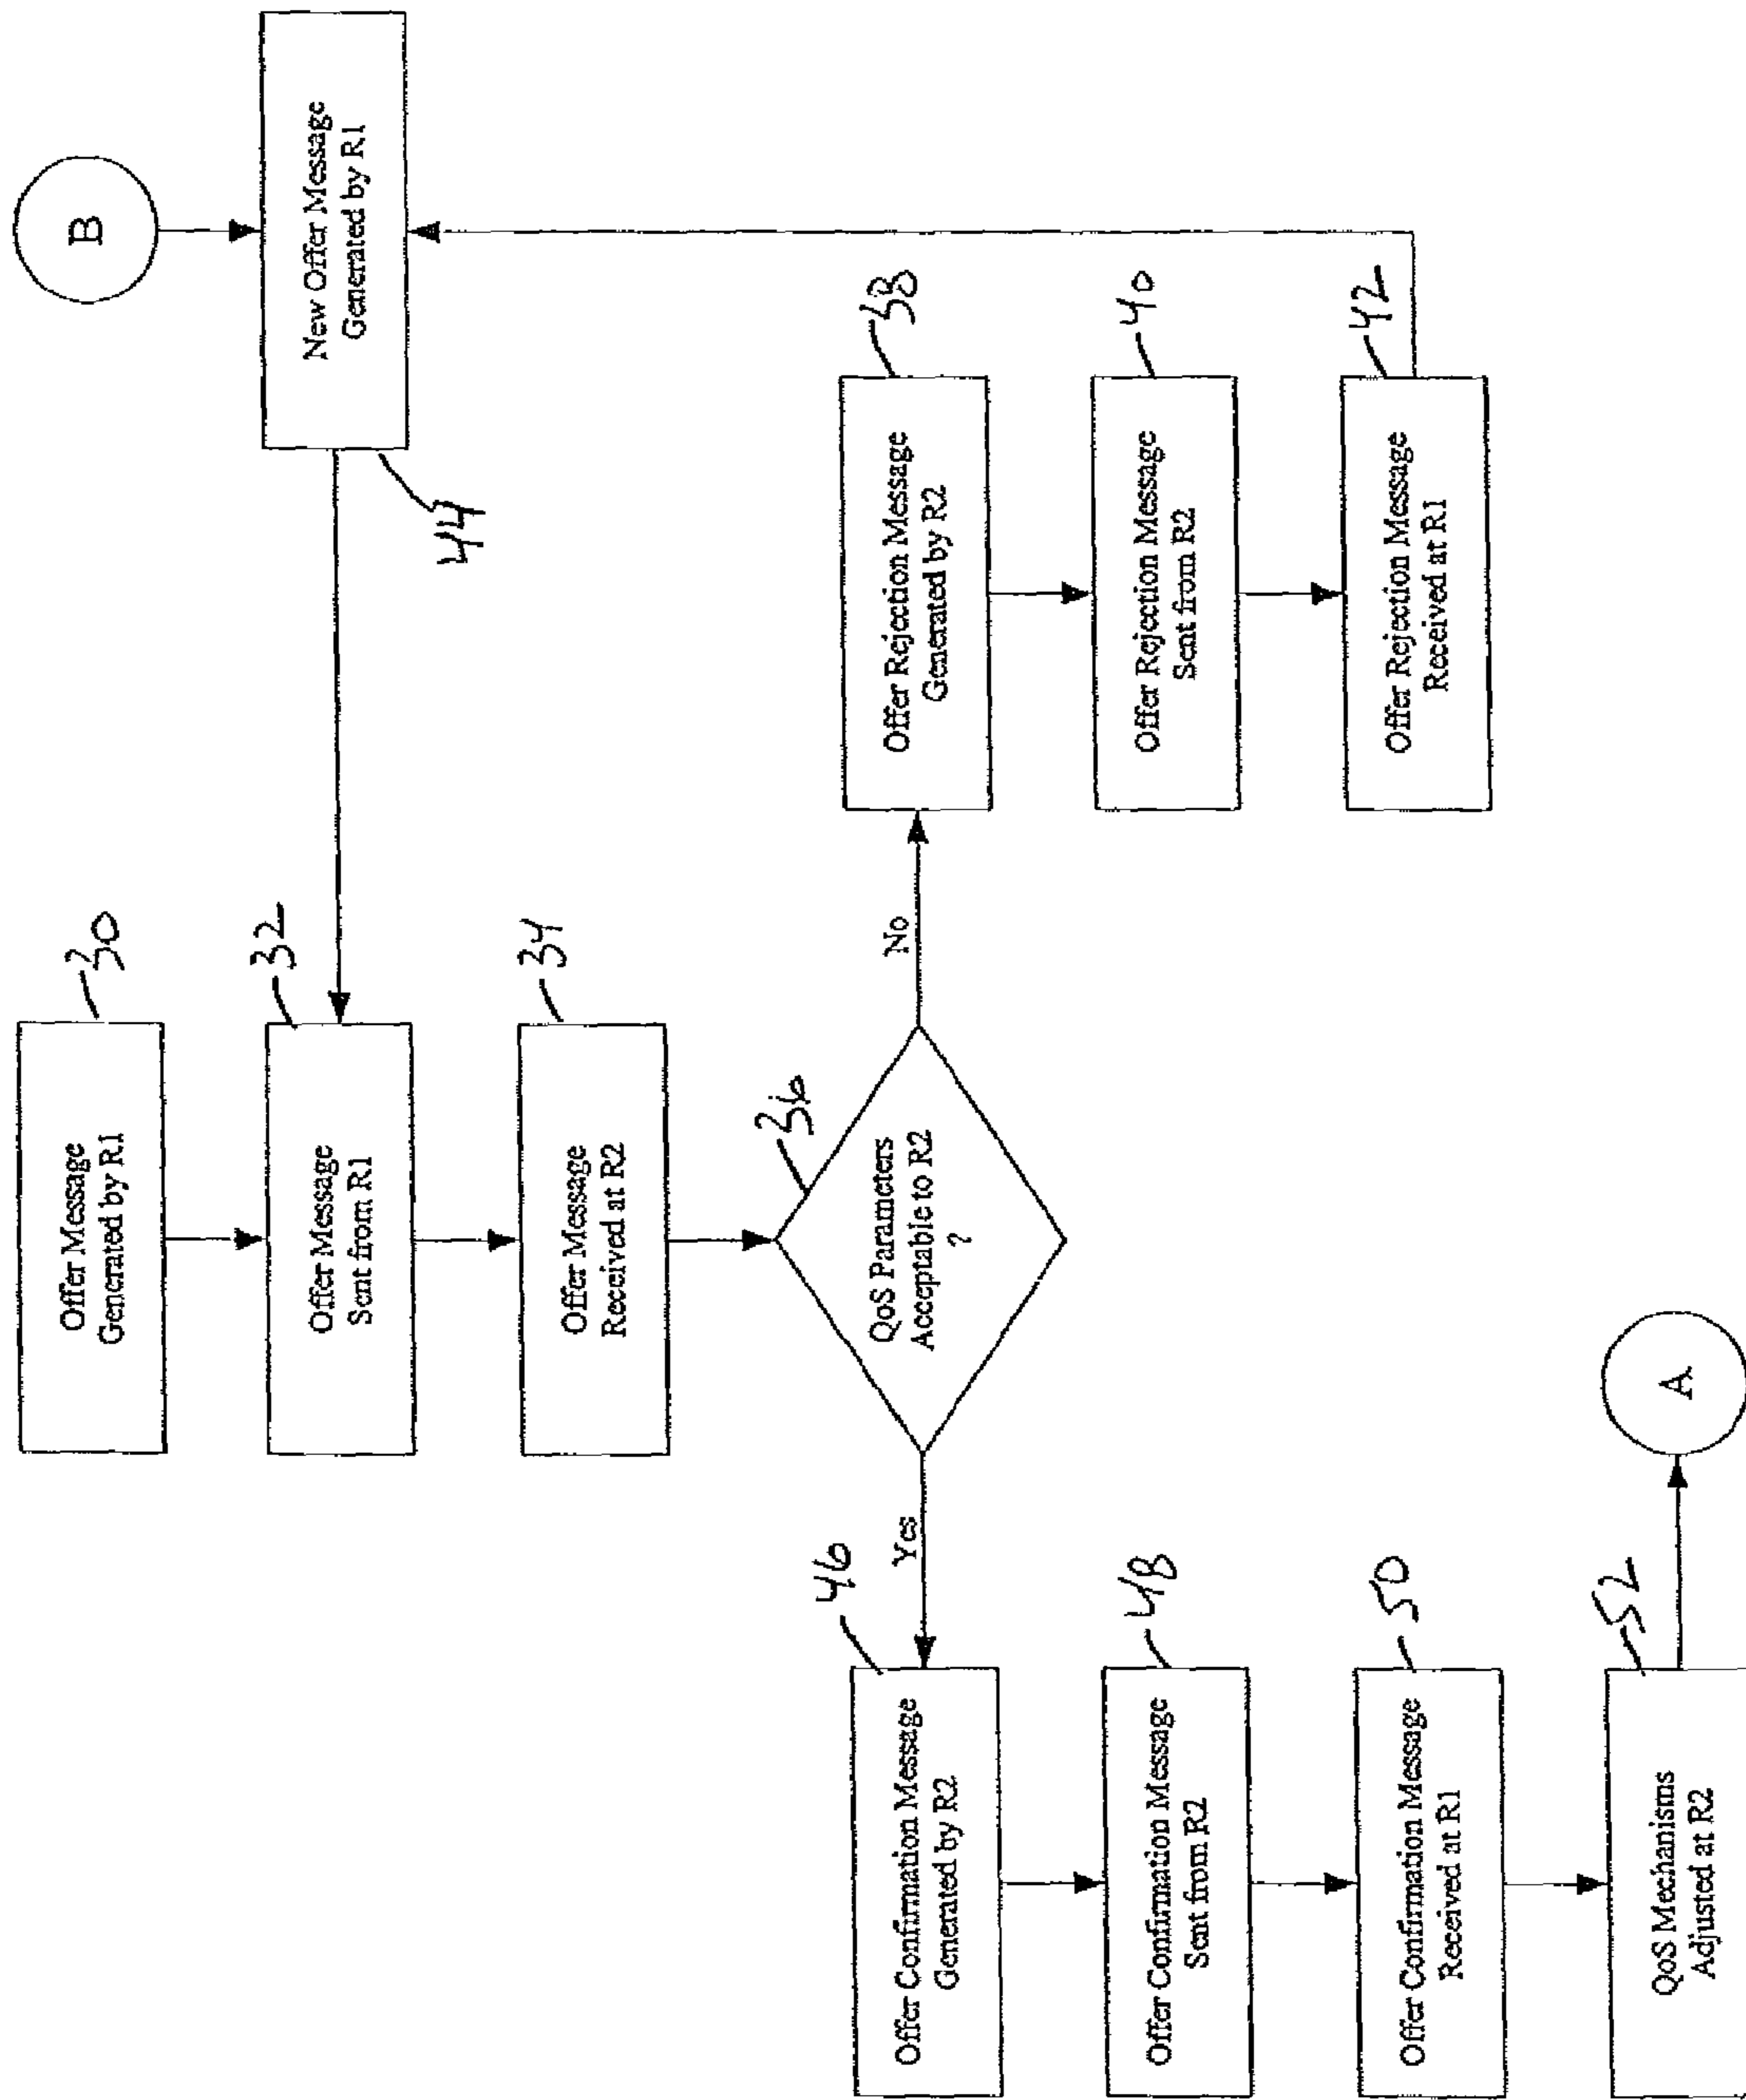 Offer Message
Generated by R1
30
B
Offer Message
Sent from R1
32
New Offer Message
Generated by R1
44
Offer Message
Received at R2
34
QoS Parameters
Acceptable to R2
?
36
Yes
No
Offer Confirmation Message
Generated by R2
46
Offer Rejection Message
Generated by R2
38
Offer Confirmation Message
Sent from R2
48
Offer Rejection Message
Sent from R2
40
Offer Confirmation Message
Received at R1
50
Offer Rejection Message
Received at R1
42
QoS Mechanisms
Adjusted at R2
52
A